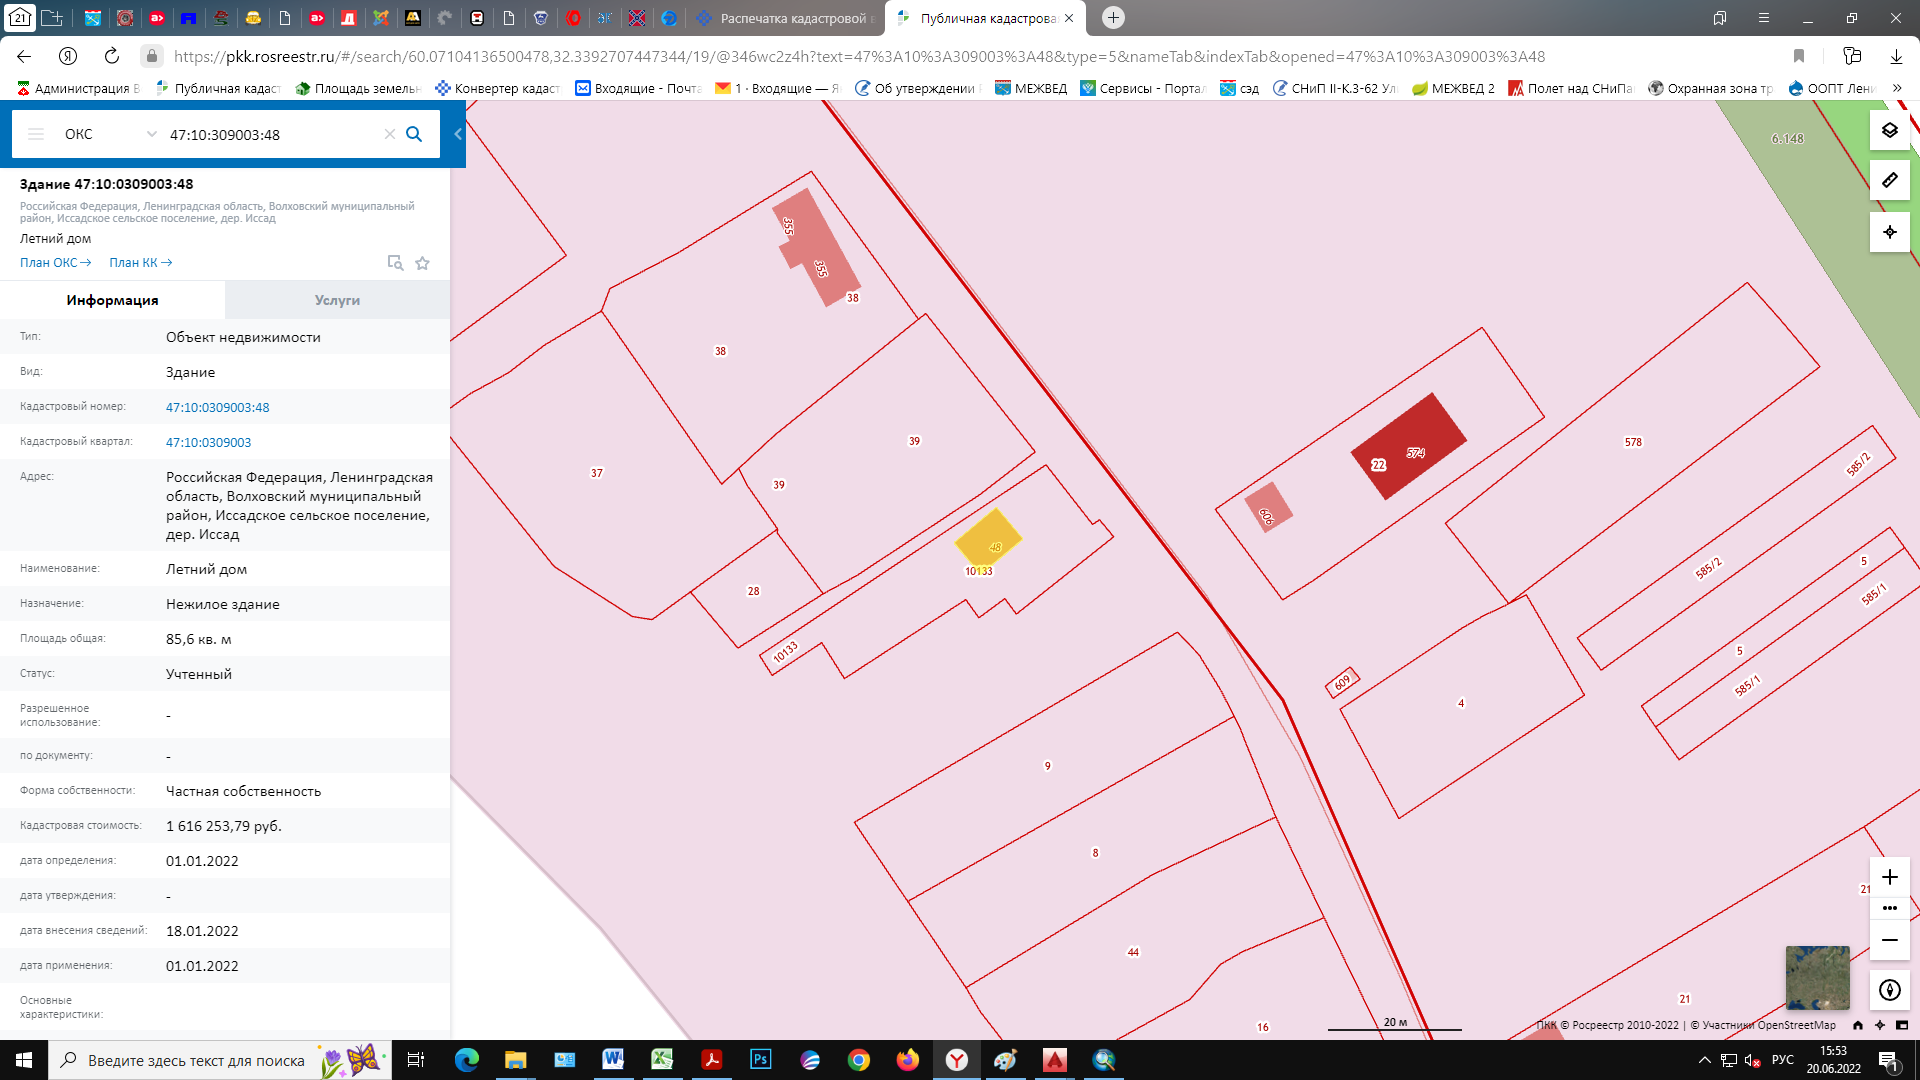 21
Распечатка кадастровой в
Публичная кадастрова
https://pkk.rosreestr.ru/#/search/60.07104136500478,32.3392707447344/19/@346wc2z4h?text=47%3A10%3A309003%3A48&type=5&nameTab&indexTab&opened=47%3A10%3A309003%3A48
Администрация В
Публичная кадаст
Площадь земельн
Конвертер кадаст
Входящие - Почта
1 · Входящие — Я
Об утверждении Р
МЕЖВЕД
Сервисы - Портал
сэд
СНиП II-К.3-62 Ул
МЕЖВЕД 2
Полет над СНиПа
Охранная зона тр
ООПТ Лени
»
ОКС
47:10:309003:48
Здание 47:10:0309003:48
Российская Федерация, Ленинградская область, Волховский муниципальный
район, Иссадское сельское поселение, дер. Иссад
Летний дом
План ОКС→ План КК→
Информация
Услуги
Тип: Объект недвижимости
Вид: Здание
Кадастровый номер: 47:10:0309003:48
Кадастровый квартал: 47:10:0309003
Адрес: Российская Федерация, Ленинградская
область, Волховский муниципальный
район, Иссадское сельское поселение,
дер. Иссад
Наименование: Летний дом
Назначение: Нежилое здание
Площадь общая: 85,6 кв. м
Статус: Учтенный
Разрешенное
использование: -
по документу: -
Форма собственности: Частная собственность
Кадастровая стоимость: 1 616 253,79 руб.
дата определения: 01.01.2022
дата утверждения: -
дата внесения сведений: 18.01.2022
дата применения: 01.01.2022
Основные
характеристики:
6.148
355
355
38
38
39
39
37
28
48
10133
10133
22
574
606
578
585/2
585/2
5
585/1
5
585/1
609
4
9
8
44
16
21
21
20 м
ПКК © Росреестр 2010-2022 | © Участники OpenStreetMap
Введите здесь текст для поиска
РУС
15:53
20.06.2022
1